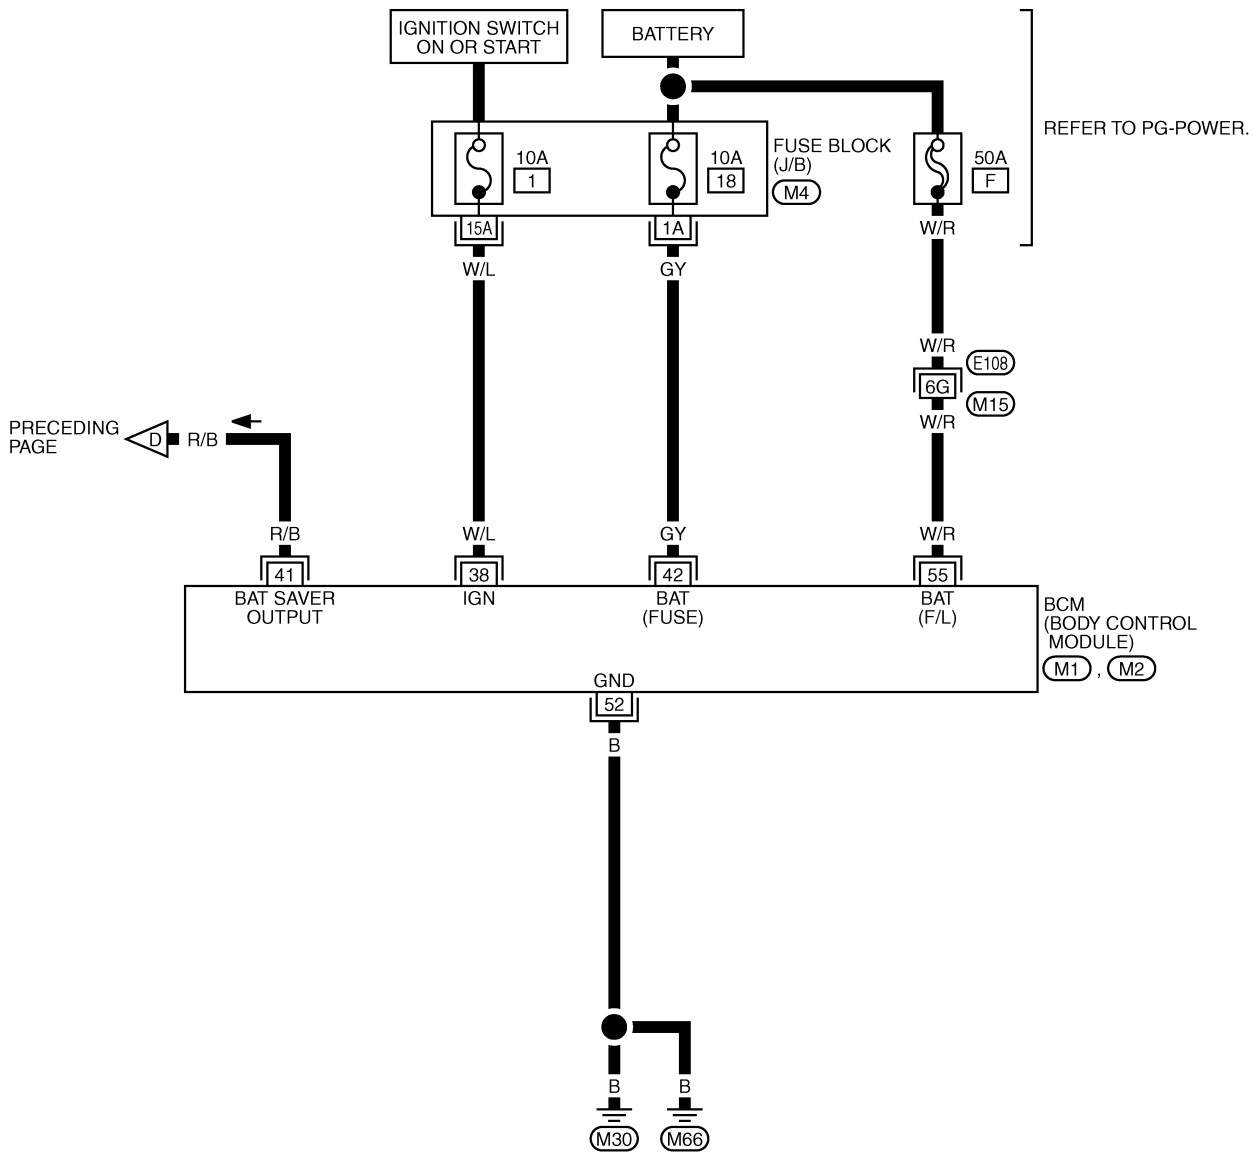 IGNITION SWITCH
ON OR START
BATTERY
REFER TO PG-POWER.
10A
1
10A
18
FUSE BLOCK
(J/B)
M4
50A
F
15A
1A
W/L
GY
W/R
W/R
E108
6G
M15
W/R
PRECEDING
PAGE
D
R/B
R/B
W/L
GY
W/R
41
38
42
55
BAT SAVER
OUTPUT
IGN
BAT
(FUSE)
BAT
(F/L)
BCM
(BODY CONTROL
MODULE)
M1 , M2
GND
52
B
B
B
M30
M66